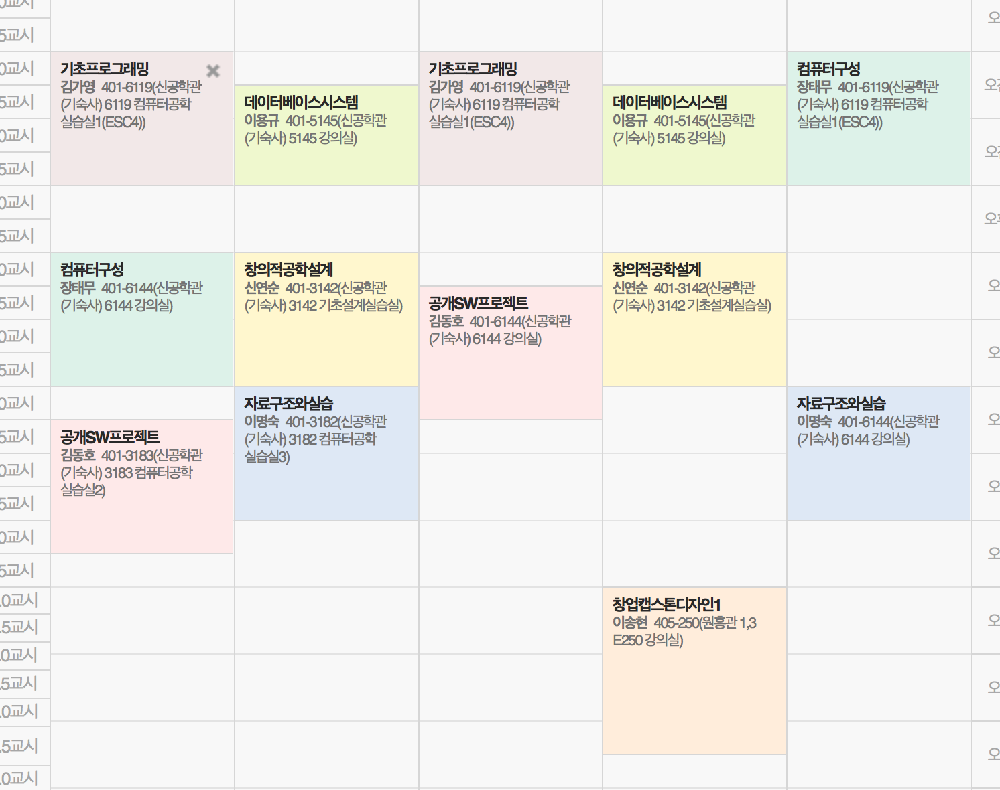 0교시
5교시
0교시
5교시
0교시
5교시
0교시
5교시
0교시
5교시
0교시
5교시
0교시
5교시
0교시
5교시
0교시
5교시
.0교시
.5교시
.0교시
.5교시
.0교시
.5교시
.0교시
기초프로그래밍
김가영 401-6119(신공학관
(기숙사) 6119 컴퓨터공학
실습실1(ESC4))
컴퓨터구성
장태무 401-6144(신공학관
(기숙사) 6144 강의실)
공개SW프로젝트
김동호 401-3183(신공학관
(기숙사) 3183 컴퓨터공학
실습실2)
데이터베이스시스템
이용규 401-5145(신공학관
(기숙사) 5145 강의실)
창의적공학설계
신연순 401-3142(신공학관
(기숙사) 3142 기초설계실습실)
자료구조와실습
이명숙 401-3182(신공학관
(기숙사) 3182 컴퓨터공학
실습실3)
기초프로그래밍
김가영 401-6119(신공학관
(기숙사) 6119 컴퓨터공학
실습실1(ESC4))
공개SW프로젝트
김동호 401-6144(신공학관
(기숙사) 6144 강의실)
데이터베이스시스템
이용규 401-5145(신공학관
(기숙사) 5145 강의실)
창의적공학설계
신연순 401-3142(신공학관
(기숙사) 3142 기초설계실습실)
창업캡스톤디자인1
이송현 405-250(원흥관 1,3
E250 강의실)
컴퓨터구성
장태무 401-6119(신공학관
(기숙사) 6119 컴퓨터공학
실습실1(ESC4))
자료구조와실습
이명숙 401-6144(신공학관
(기숙사) 6144 강의실)
오
오
오
오
오
오
오
오
오
오
오
오